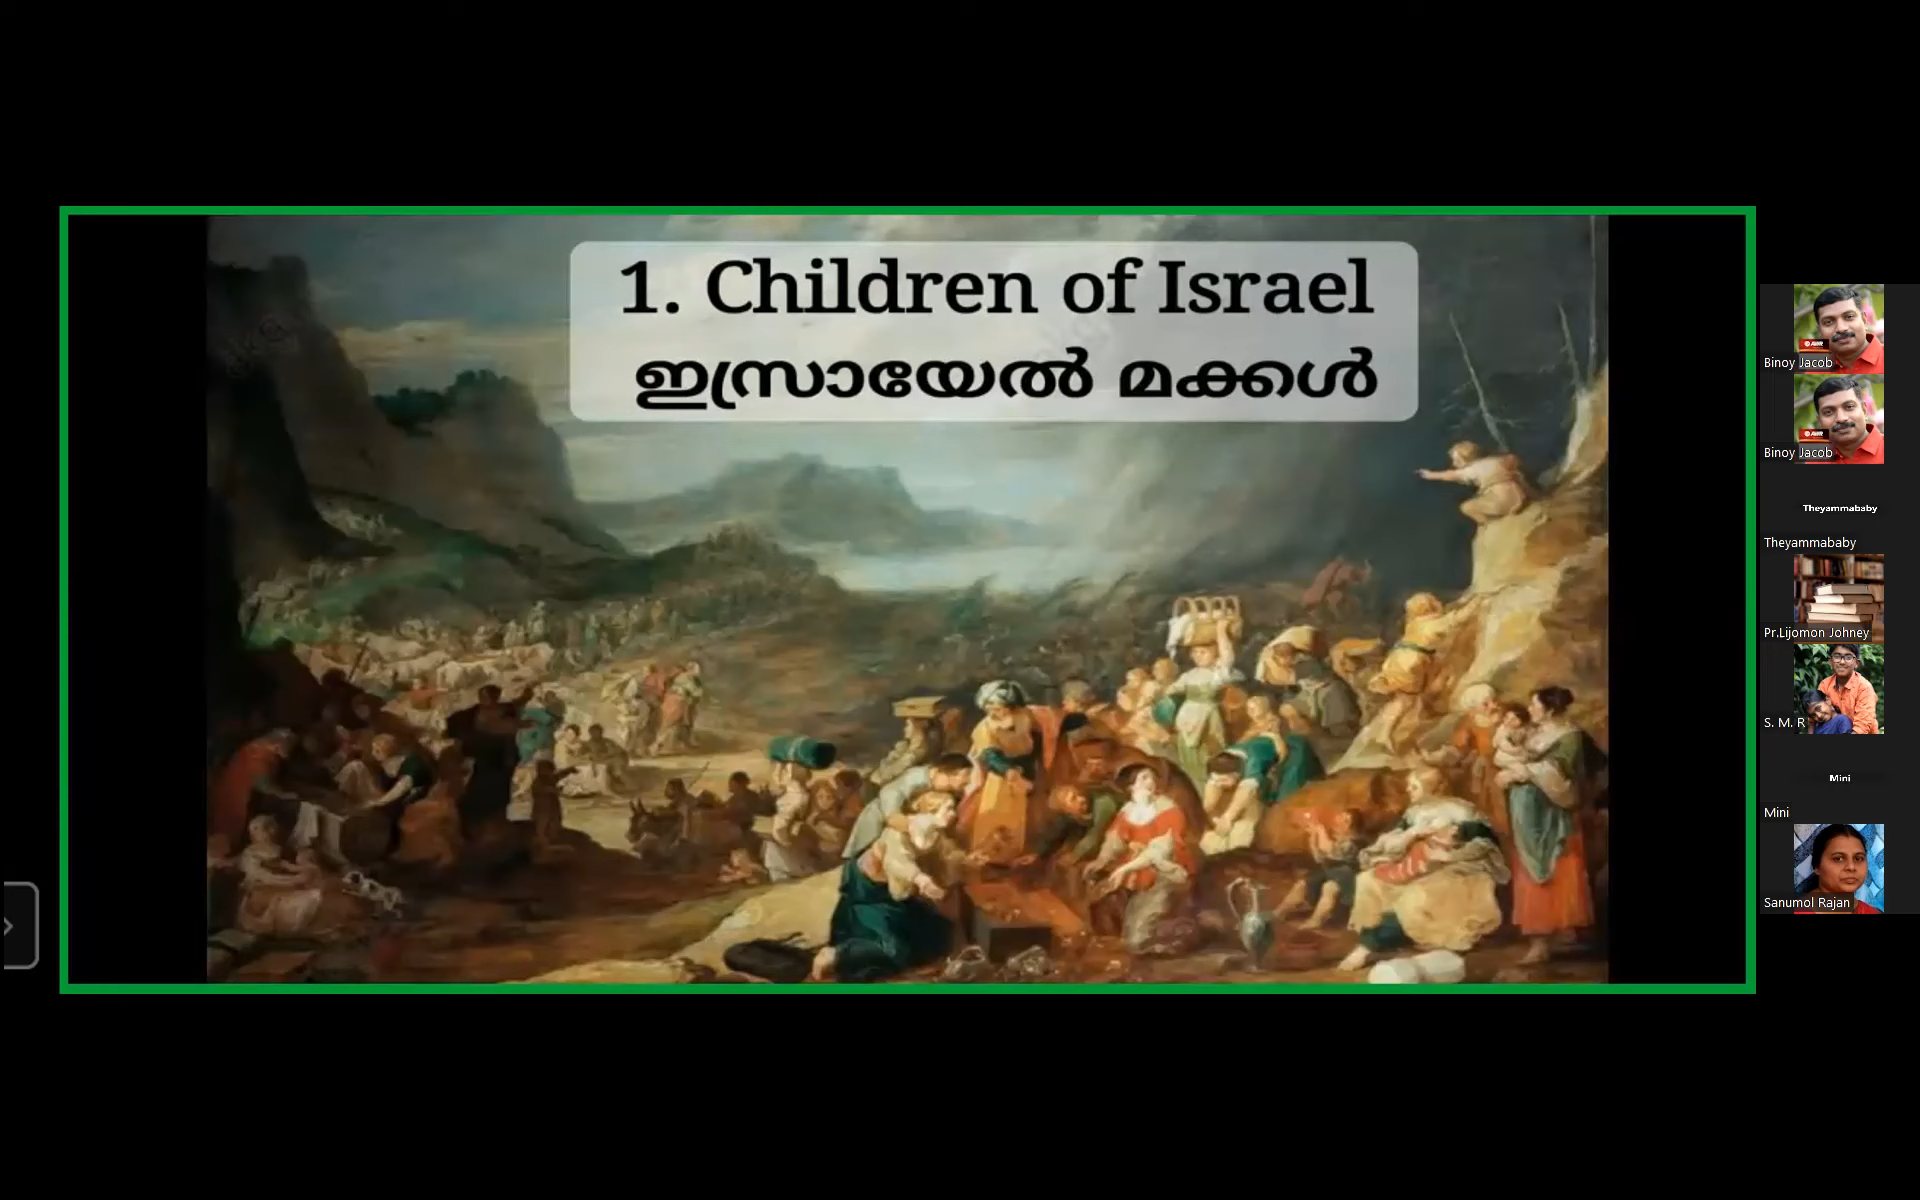 1. Children of Israel
ഇസ്രായേൽ മക്കൾ
Binoy Jacob
Binoy Jacob
Theyammababy
Theyammababy
Pr.Lijomon Johney
S. M. R
Mini
Mini
Sanumol Rajan